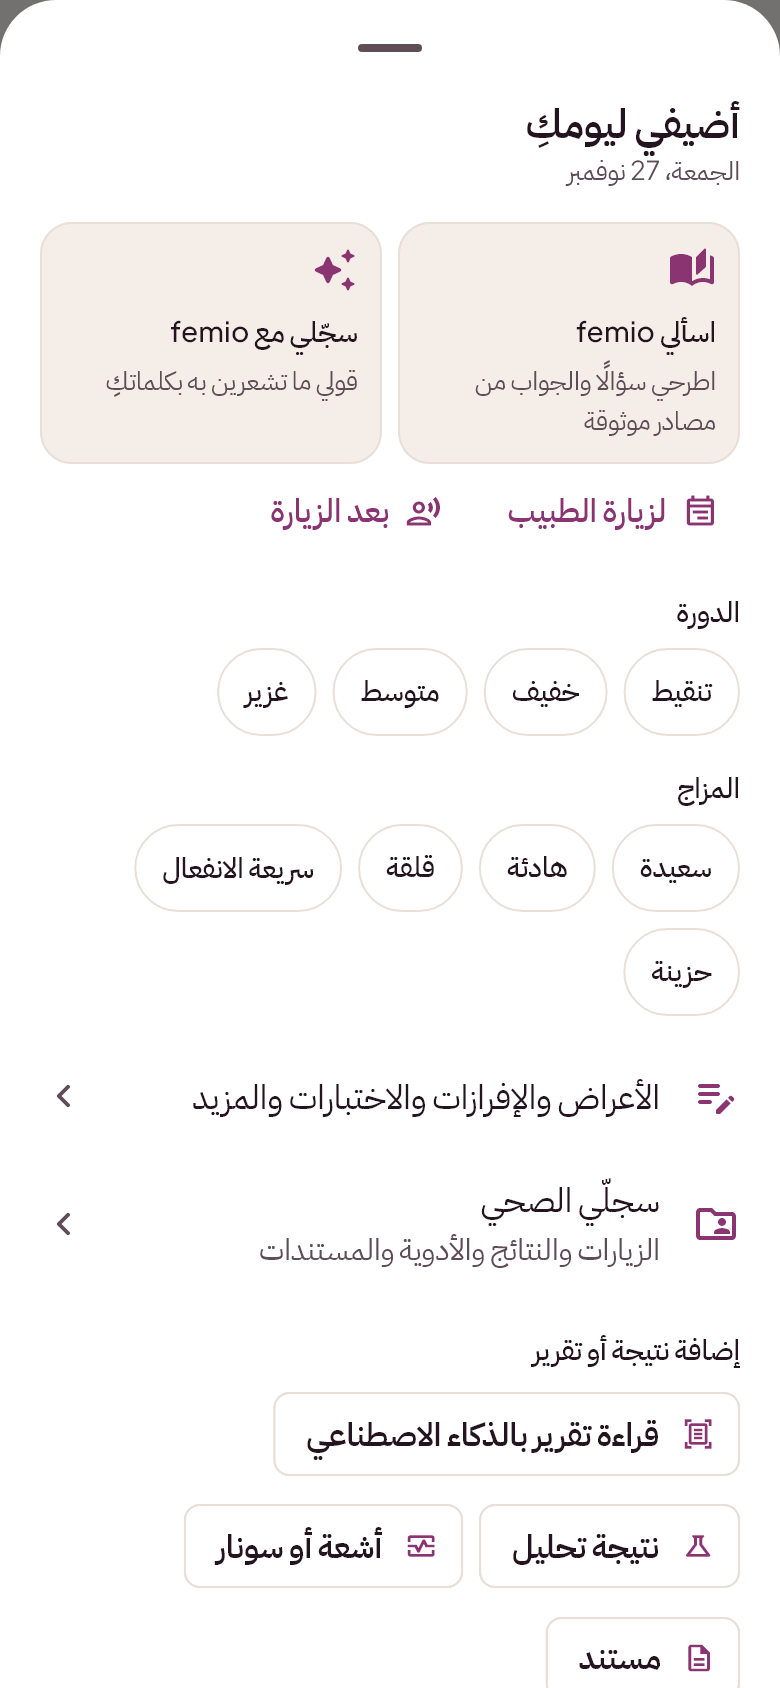 أضيفي ليومكِ
الجمعة، 27 نوفمبر
اسألي femio
اطرحي سؤالًا والجواب من
مصادر موثوقة
سجّلي مع femio
قولي ما تشعرين به بكلماتكِ
لزيارة الطبيب
بعد الزيارة
الدورة
تنقيط
خفيف
متوسط
غزير
المزاج
سعيدة
هادئة
قلقة
سريعة الانفعال
حزينة
الأعراض والإفرازات والاختبارات والمزيد
سجلّي الصحي
الزيارات والنتائج والأدوية والمستندات
إضافة نتيجة أو تقرير
قراءة تقرير بالذكاء الاصطناعي
نتيجة تحليل
أشعة أو سونار
مستند